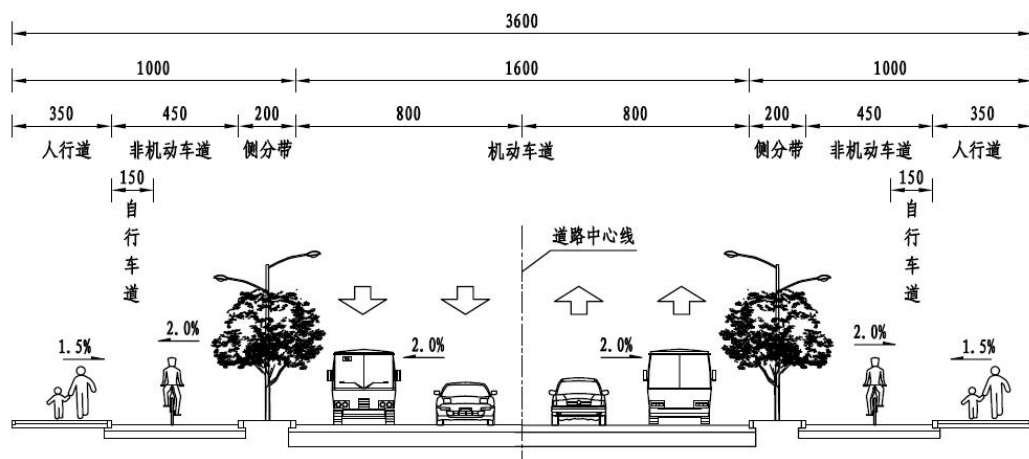 3600
1000 1600 1000
350 450 200 800 800 200 450 350
人行道 非机动车道 侧分带 机动车道 侧分带 非机动车道 人行道
150 150
自行车道 自行车道
道路中心线
2.0% 2.0%
1.5% 2.0% 2.0% 1.5%